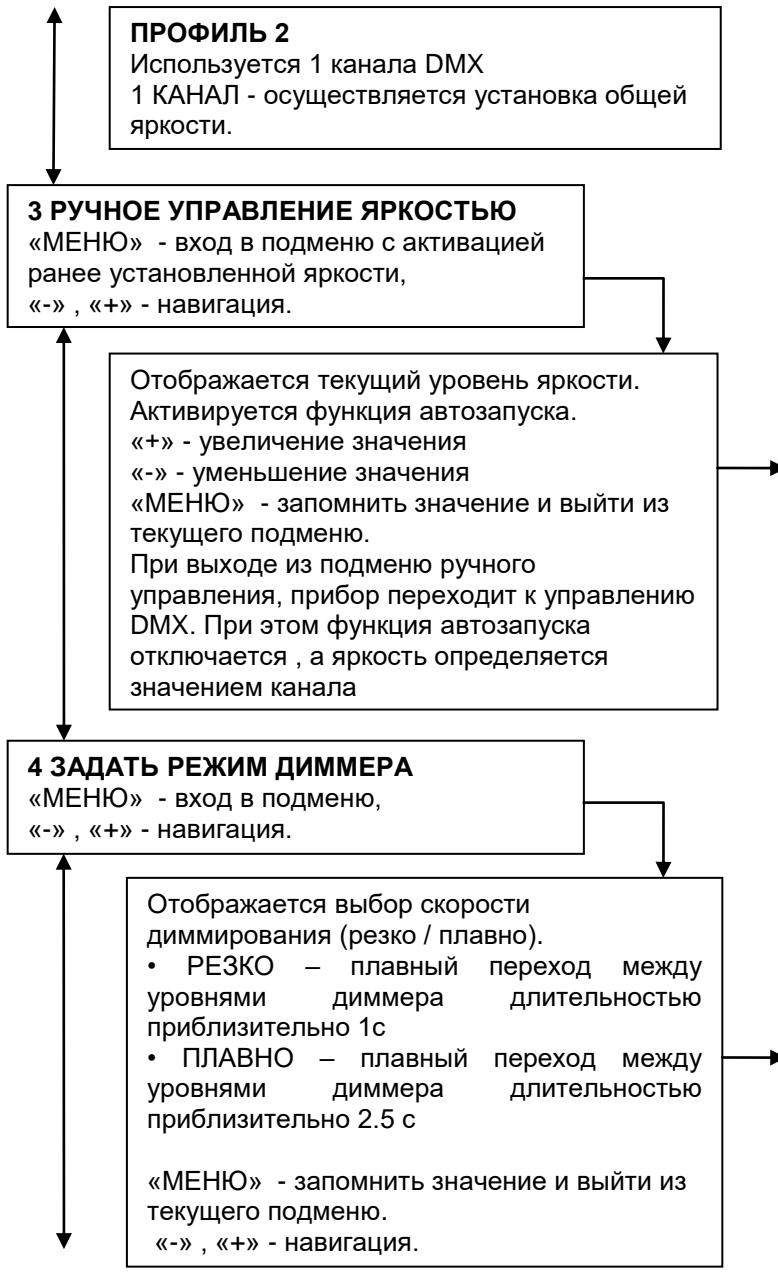 ПРОФИЛЬ 2
Используется 1 канала DMX
1 КАНАЛ - осуществляется установка общей
яркости.
3 РУЧНОЕ УПРАВЛЕНИЕ ЯРКОСТЬЮ
«МЕНЮ»  - вход в подменю с активацией
ранее установленной яркости,
«-» , «+» - навигация.
Отображается текущий уровень яркости.
Активируется функция автозапуска.
«+» - увеличение значения
«-» - уменьшение значения
«МЕНЮ»  - запомнить значение и выйти из
текущего подменю.
При выходе из подменю ручного
управления, прибор переходит к управлению
DMX. При этом функция автозапуска
отключается , а яркость определяется
значением канала
4 ЗАДАТЬ РЕЖИМ ДИММЕРА
«МЕНЮ»  - вход в подменю,
«-» , «+» - навигация.
Отображается выбор скорости
диммирования (резко / плавно).
• РЕЗКО – плавный переход между
уровнями диммера длительностью
приблизительно 1с
• ПЛАВНО – плавный переход между
уровнями диммера длительностью
приблизительно 2.5 с
«МЕНЮ»  - запомнить значение и выйти из
текущего подменю.
«-» , «+» - навигация.